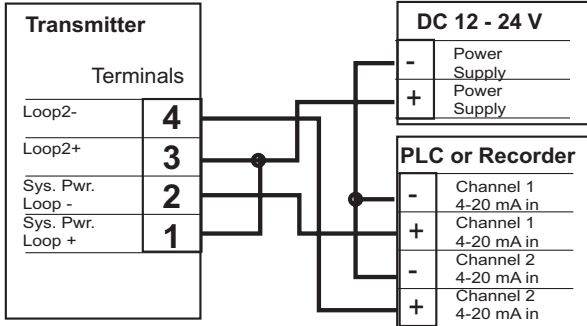 Transmitter
Terminals
Loop2-
4
Loop2+
3
Sys. Pwr.
Loop -
2
Sys. Pwr.
Loop +
1
DC 12 - 24 V
-
Power
Supply
+
Power
Supply
PLC or Recorder
-
Channel 1
4-20 mA in
+
Channel 1
4-20 mA in
-
Channel 2
4-20 mA in
+
Channel 2
4-20 mA in